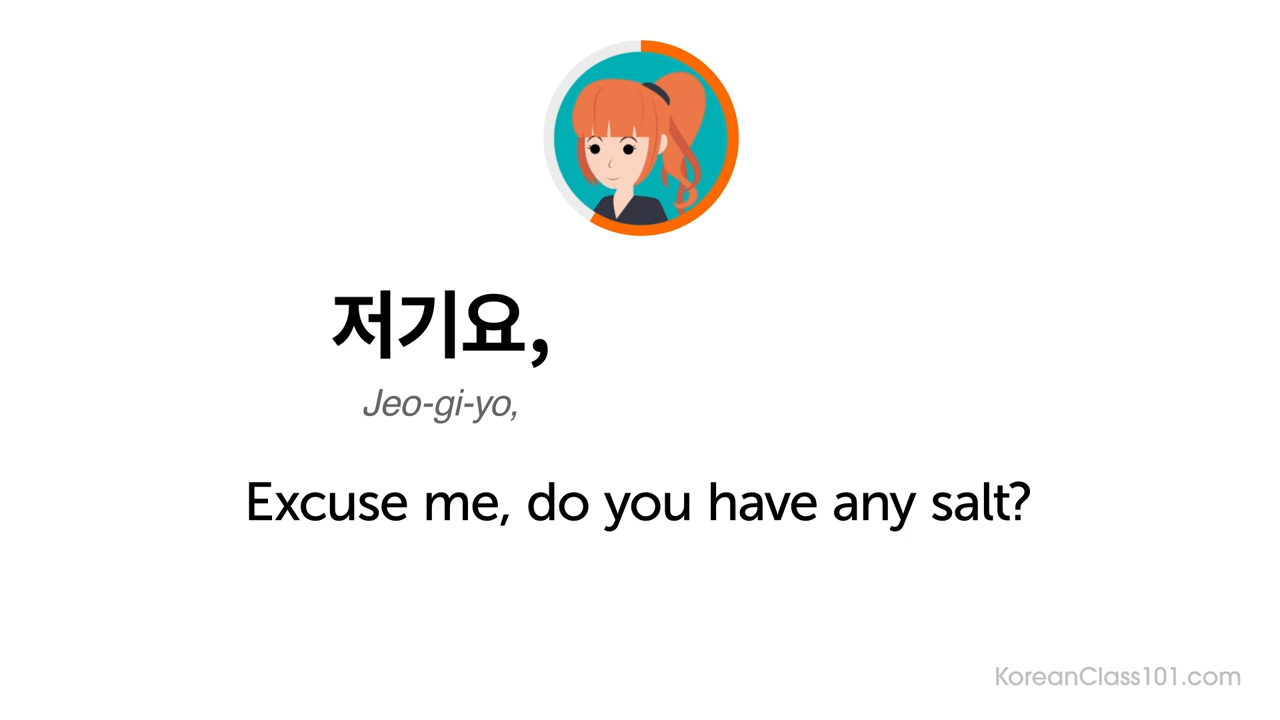 저기요,
Jeo-gi-yo,
Excuse me, do you have any salt?
KoreanClass101.com